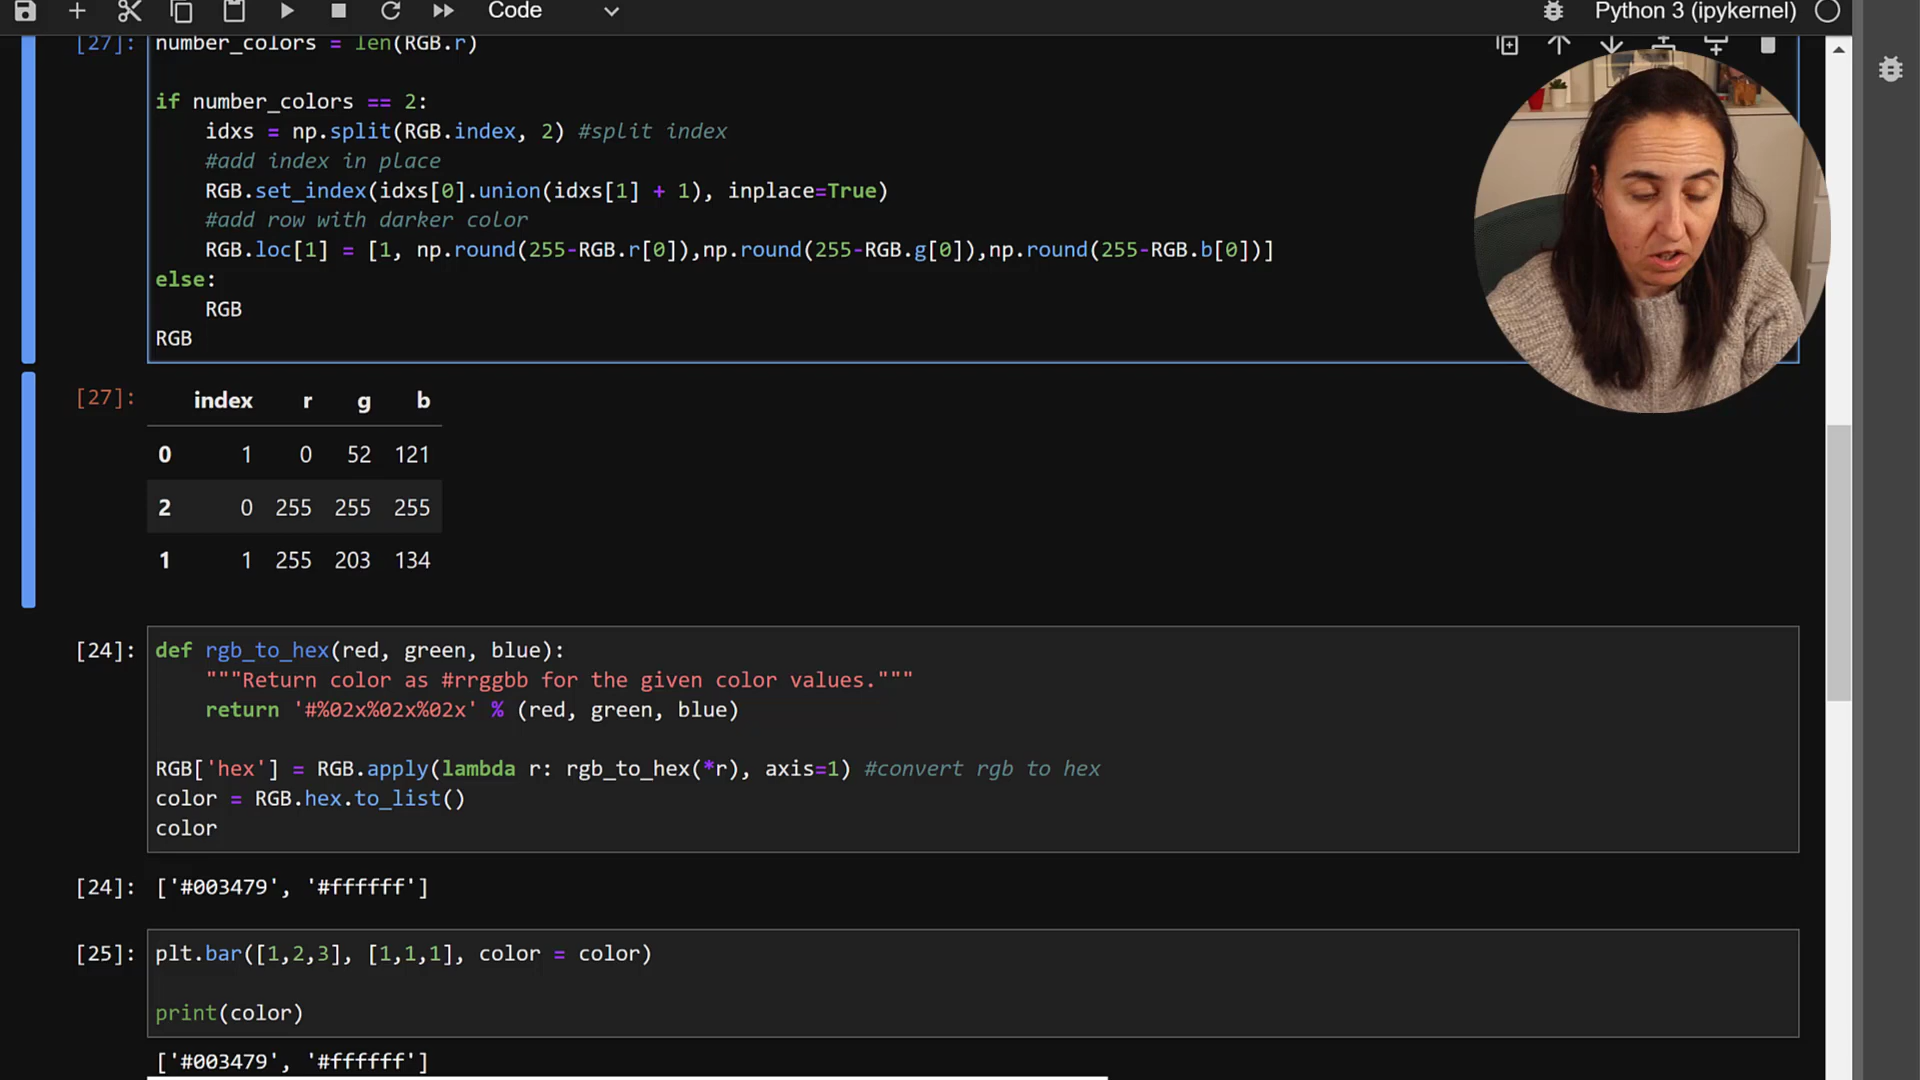 Code
Python 3 (ipykernel)
[27]:
number_colors = len(RGB.r)
if number_colors == 2:
idxs = np.split(RGB.index, 2) #split index
#add index in place
RGB.set_index(idxs[0].union(idxs[1] + 1), inplace=True)
#add row with darker color
RGB.loc[1] = [1, np.round(255-RGB.r[0]),np.round(255-RGB.g[0]),np.round(255-RGB.b[0])]
else:
RGB
RGB
[27]:
index r g b
0 1 0 52 121
2 0 255 255 255
1 1 255 203 134
[24]:
def rgb_to_hex(red, green, blue):
"""Return color as #rrggbb for the given color values."""
return '#%02x%02x%02x' % (red, green, blue)
RGB['hex'] = RGB.apply(lambda r: rgb_to_hex(*r), axis=1) #convert rgb to hex
color = RGB.hex.to_list()
color
[24]: ['#003479', '#ffffff']
[25]:
plt.bar([1,2,3], [1,1,1], color = color)
print(color)
['#003479', '#ffffff']